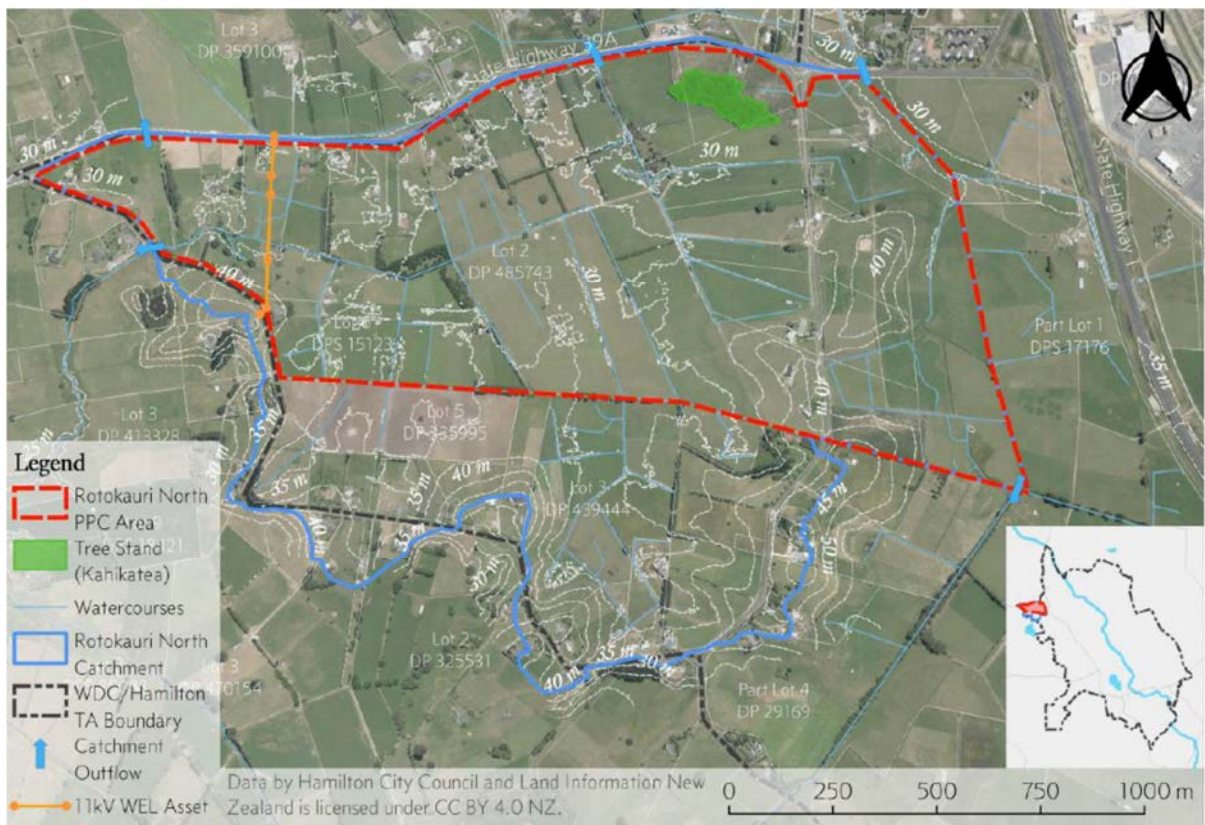 Lot 3
DP 359100
State Highway 39A
30 m
30 m
N
DP
30 m
30 m
30 m
State Highway
40 m
Lot 2
DP 485743
30 m
40 m
DPS 15123
Part Lot 1
DPS 17176
35 m
40 m
Lot 5
DP 335995
Lot 3
DP 413328
35 m
35 m
30 m
40 m
35 m
35 m
Lot 3
DP 439444
45 m
50 m
40 m
35 m
30 m
Lot 2
DP 325531
35 m
30 m
40 m
Lot 3
Part Lot 4
DP 29169
Legend
Rotokauri North
PPC Area
Tree Stand
(Kahikatea)
Watercourses
Rotokauri North
Catchment
WDC/Hamilton
TA Boundary
Catchment
Outflow
11kV WEL Asset
Data by Hamilton City Council and Land Information New
Zealand is licensed under CC BY 4.0 NZ.
0 250 500 750 1000 m